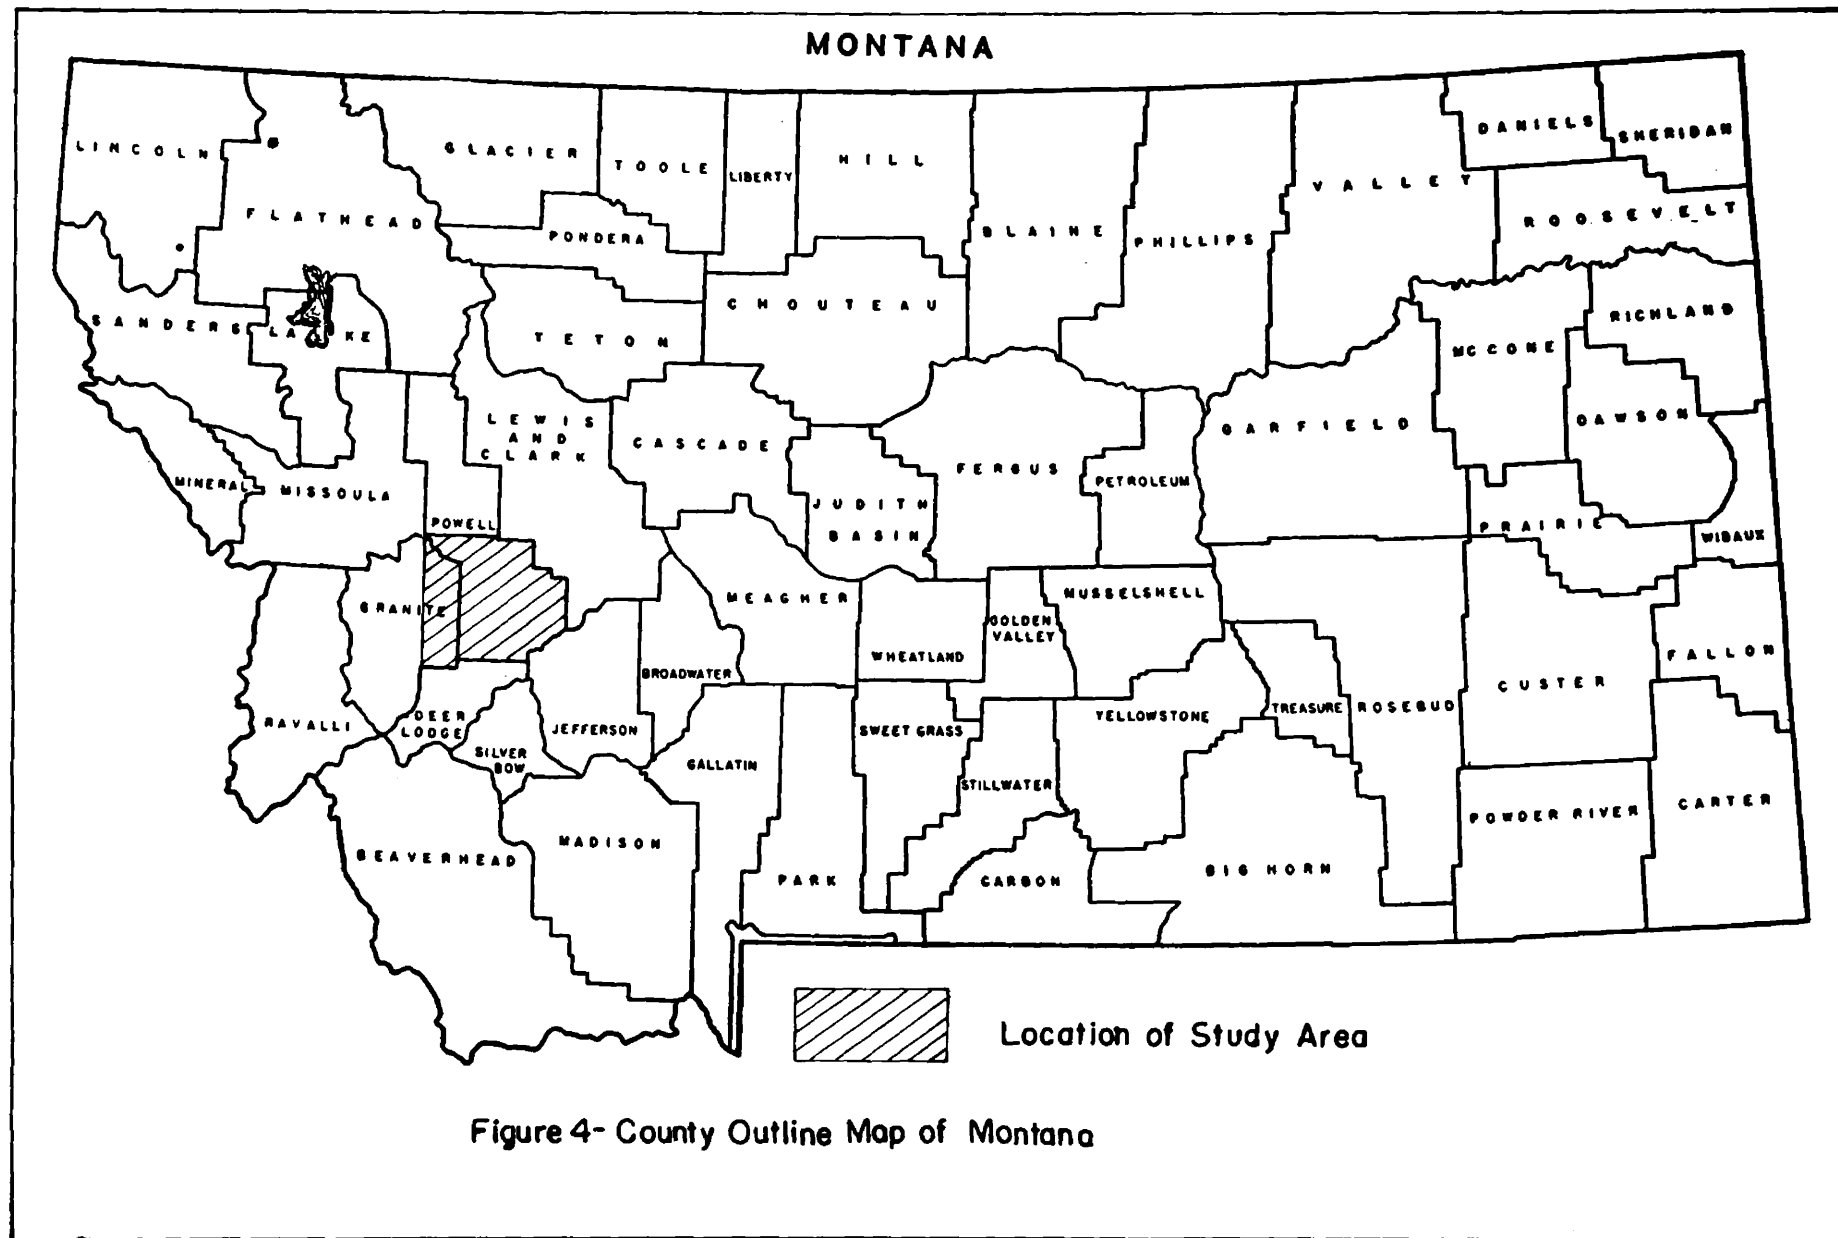 MONTANA
LINCOLN
GLACIER
TOOLE
LIBERTY
HILL
BLAINE
PHILLIPS
VALLEY
DANIELS
SHERIDAN
FLATHEAD
PONDERA
ROOSEVELT
SANDERS
LAKE
TETON
CHOUTEAU
MCCONE
RICHLAND
LEWIS
AND
CLARK
CASCADE
FERGUS
PETROLEUM
GARFIELD
DAWSON
MINERAL
MISSOULA
POWELL
JUDITH
BASIN
PRAIRIE
WIBAUX
GRANITE
MEAGHER
WHEATLAND
GOLDEN
VALLEY
MUSSELSHELL
BROADWATER
CUSTER
FALLON
RAVALLI
DEER
LODGE
SILVER
BOW
JEFFERSON
GALLATIN
SWEET GRASS
STILLWATER
YELLOWSTONE
TREASURE
ROSEBUD
BEAVERHEAD
MADISON
PARK
CARBON
BIG HORN
POWDER RIVER
CARTER
Location of Study Area
Figure 4- County Outline Map of Montana